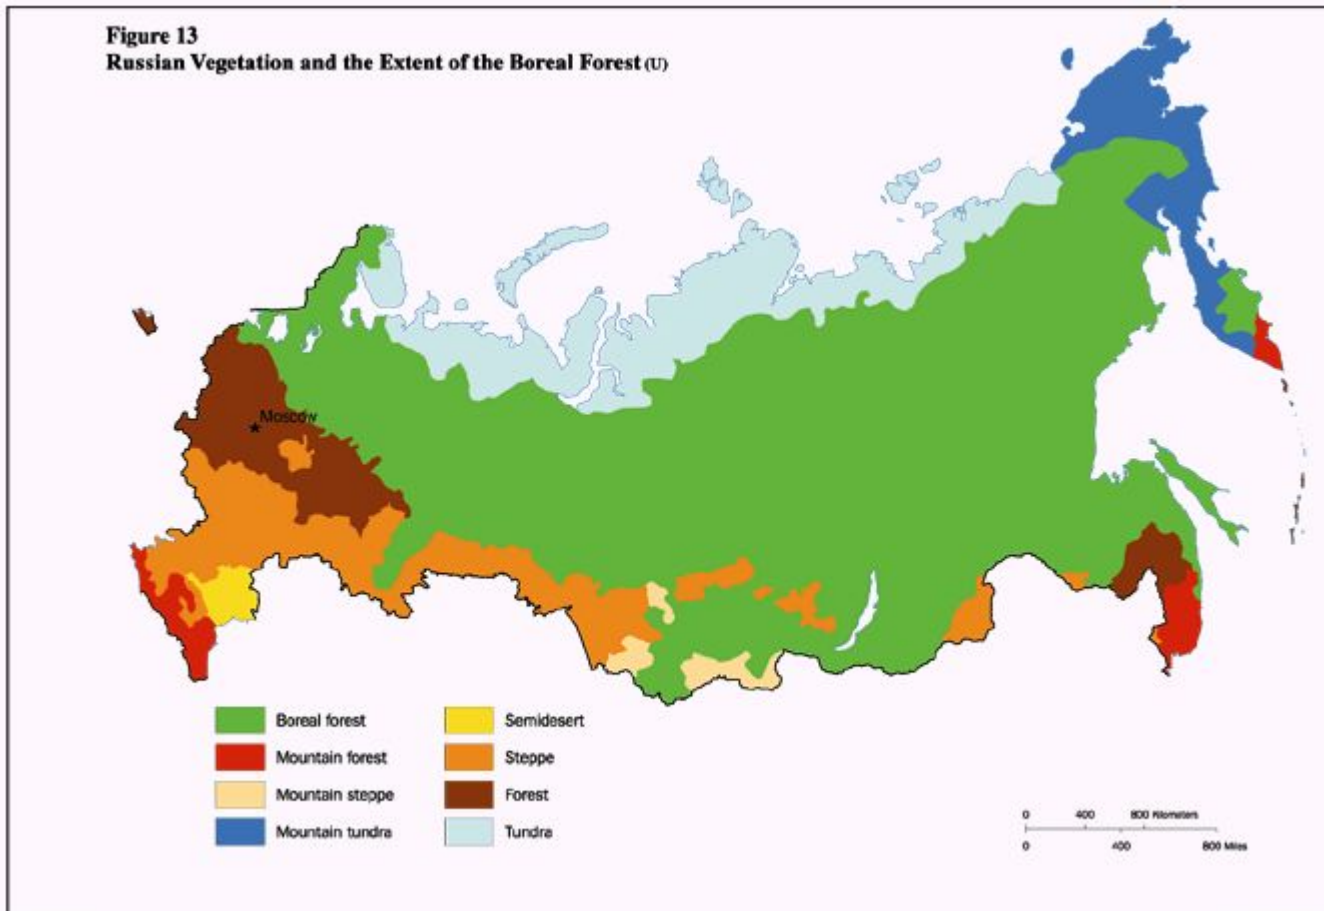 Figure 13
Russian Vegetation and the Extent of the Boreal Forest (U)
Moscow
Boreal forest
Mountain forest
Mountain steppe
Mountain tundra
Semidesert
Steppe
Forest
Tundra
0 400 800 Kilometers
0 400 800 Miles